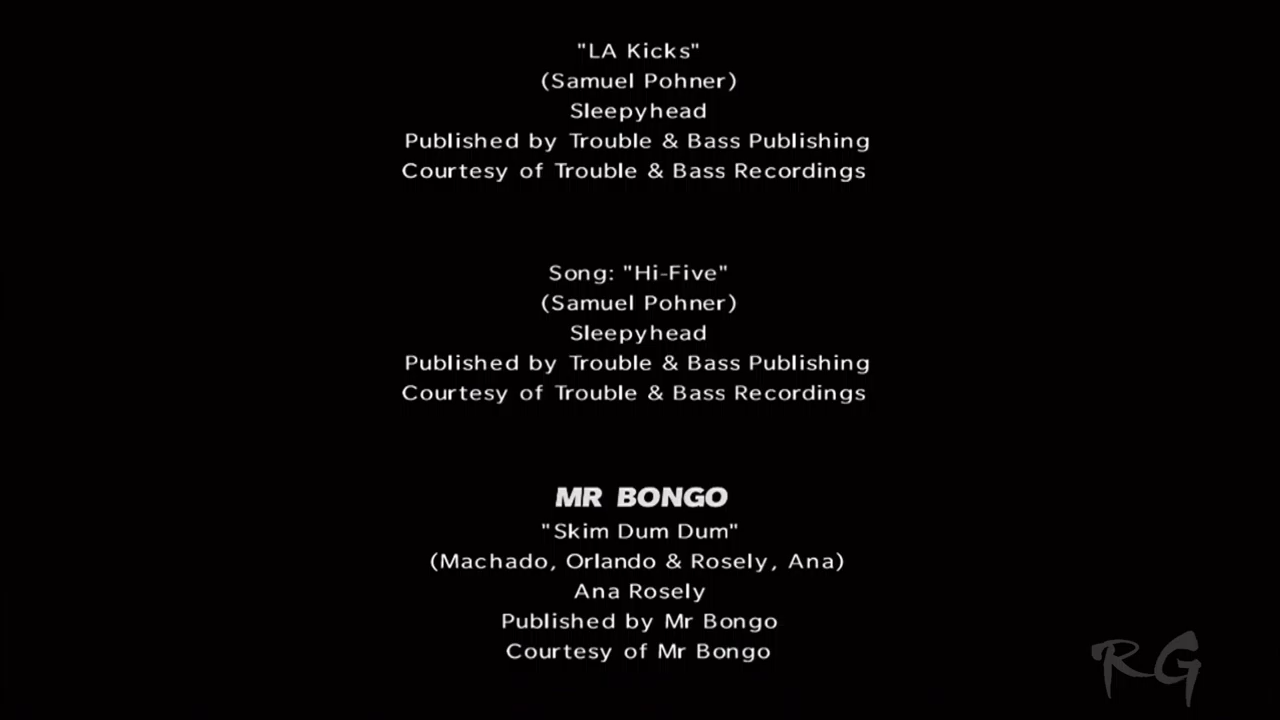 "LA Kicks"
(Samuel Pohner)
Sleepyhead
Published by Trouble & Bass Publishing
Courtesy of Trouble & Bass Recordings
Song: "Hi-Five"
(Samuel Pohner)
Sleepyhead
Published by Trouble & Bass Publishing
Courtesy of Trouble & Bass Recordings
MR BONGO
"Skim Dum Dum"
(Machado, Orlando & Rosely, Ana)
Ana Rosely
Published by Mr Bongo
Courtesy of Mr Bongo
RG